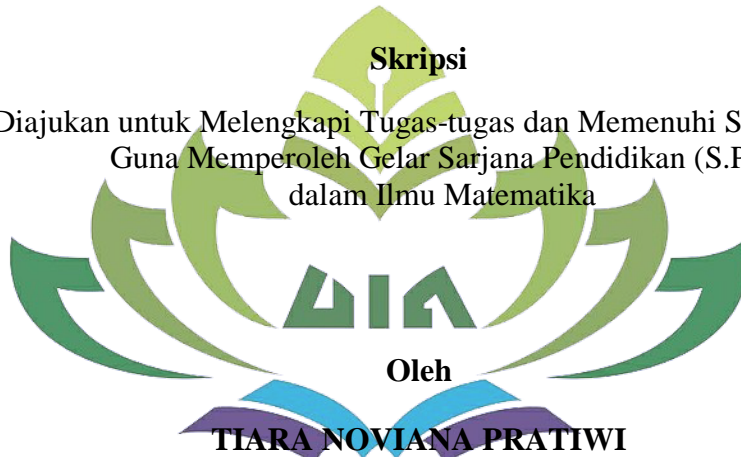 Skripsi
Diajukan untuk Melengkapi Tugas-tugas dan Memenuhi
Guna Memperoleh Gelar Sarjana Pendidikan
dalam Ilmu Matematika
UIN
Oleh
TIARA NOVIANA PRATIWI